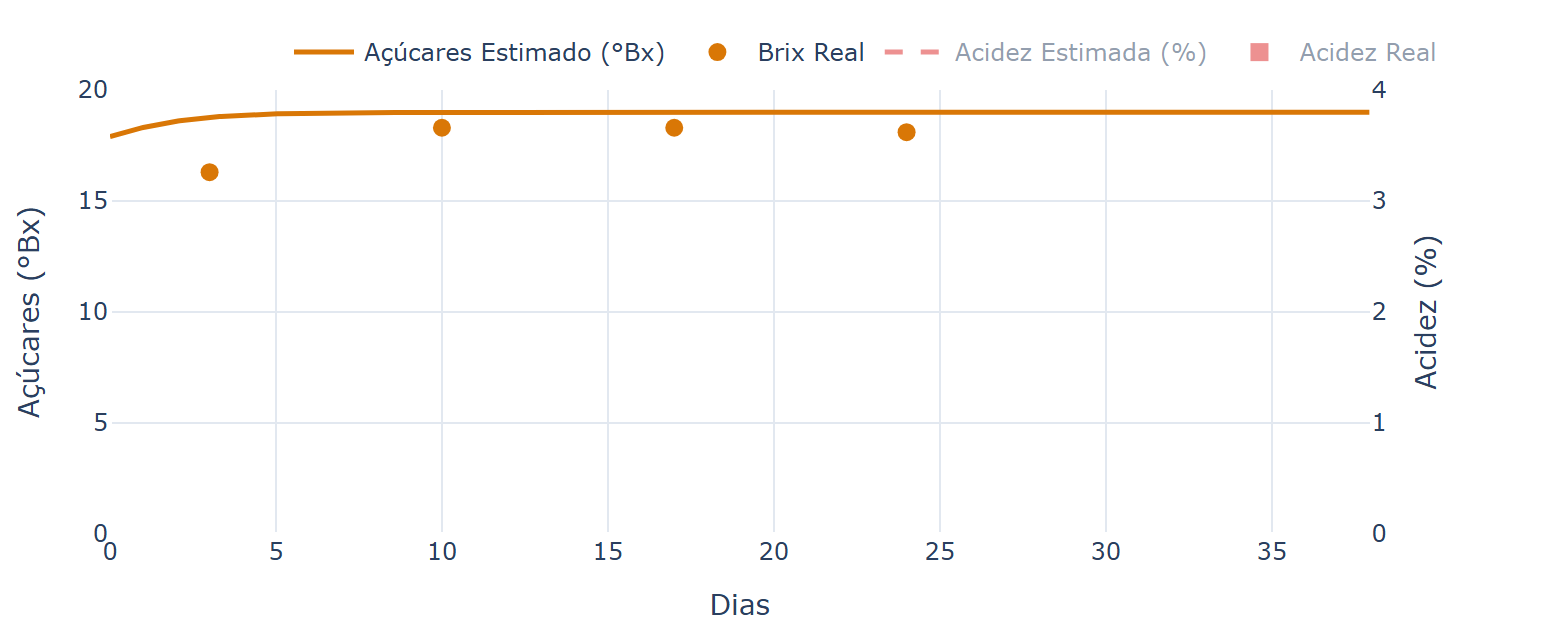 Açúcares Estimado (°Bx) Brix Real Acidez Estimada (%) Acidez Real
20 4
15 3
10 2
5 1
0 0
Açúcares (°Bx)
Acidez (%)
0 5 10 15 20 25 30 35
Dias